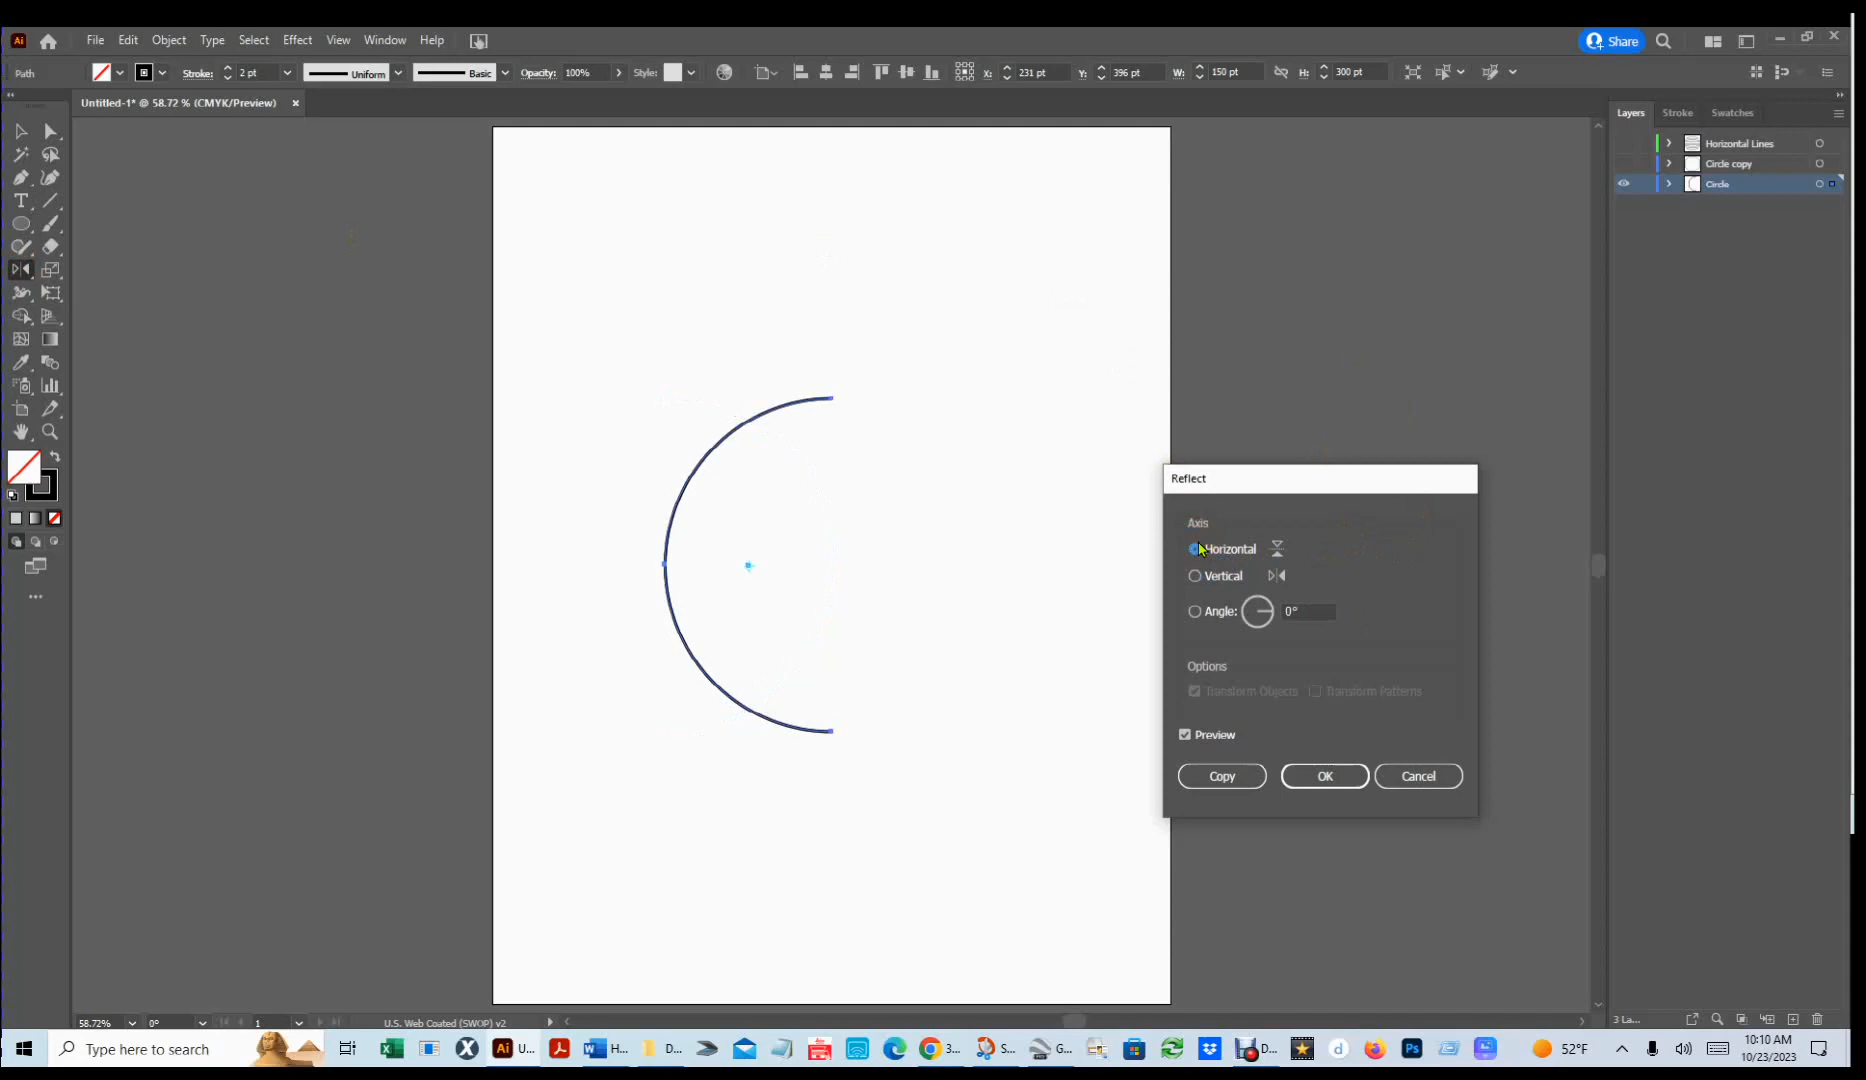 Ai File Edit Object Type Select Effect View Window Help Share
Path Stroke: 2 pt Uniform Basic Opacity: 100% Style: X: 231 pt Y: 396 pt W: 150 pt H: 300 pt
Untitled-1* @ 58.72 % (CMYK/Preview)
Layers Stroke Swatches
Horizontal Lines
Circle copy
Circle
Reflect
Axis
Horizontal
Vertical
Angle: 0°
Options
Transform Objects Transform Patterns
Preview
Copy OK Cancel
58.72% 0° 1 U.S. Web Coated (SWOP) v2 3 La...
Type here to search Ai U... H... D... 3... S... G... D... Ps 52°F 10:10 AM
10/23/2023